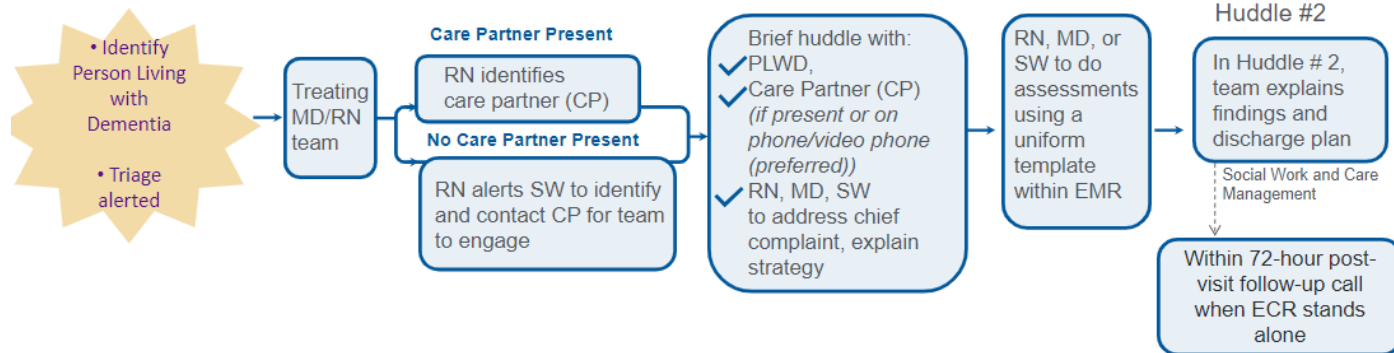 • Identify
Person Living
with
Dementia
• Triage
alerted
Treating
MD/RN
team
Care Partner Present
RN identifies
care partner (CP)
No Care Partner Present
RN alerts SW to identify
and contact CP for team
to engage
Brief huddle with:
PLWD,
Care Partner (CP)
(if present or on
phone/video phone
(preferred))
RN, MD, SW
to address chief
complaint, explain
strategy
RN, MD, or
SW to do
assessments
using a
uniform
template
within EMR
Huddle #2
In Huddle # 2,
team explains
findings and
discharge plan
Social Work and Care
Management
Within 72-hour post-
visit follow-up call
when ECR stands
alone